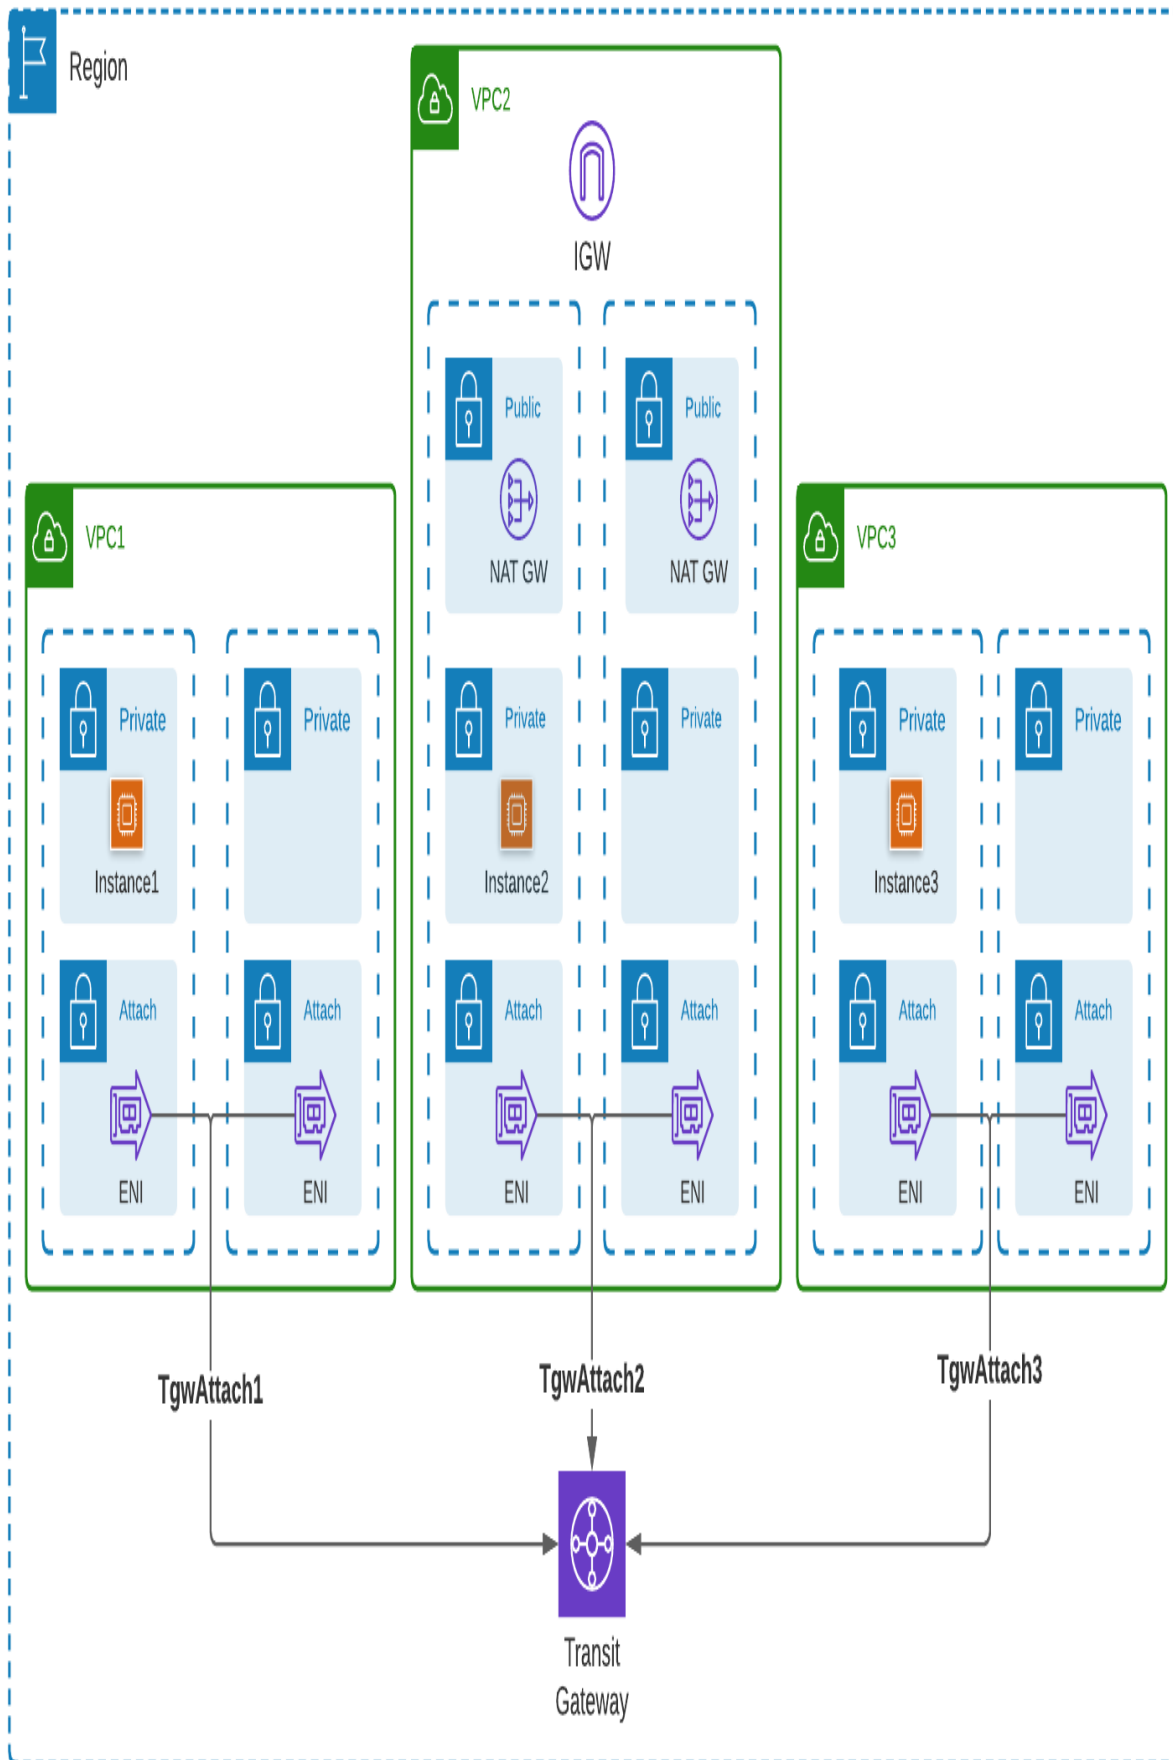 Region
VPC2
IGW
Public
Public
NAT GW
NAT GW
VPC1
VPC3
Private
Private
Private
Private
Private
Private
Instance1
Instance2
Instance3
Attach
Attach
Attach
Attach
Attach
Attach
ENI
ENI
ENI
ENI
ENI
ENI
TgwAttach1
TgwAttach2
TgwAttach3
Transit
Gateway